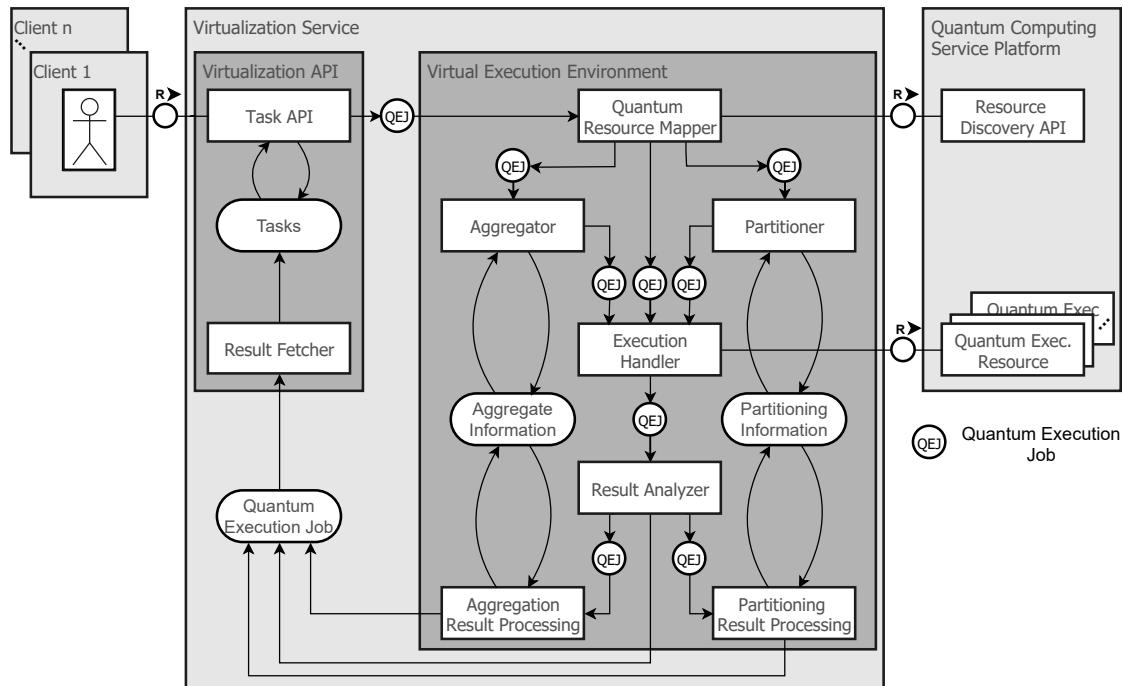 Client n
Client 1
R
Virtualization Service
Virtualization API
Task API
Tasks
Result Fetcher
Quantum
Execution Job
QEJ
Virtual Execution Environment
Quantum
Resource Mapper
QEJ
QEJ
Aggregator
Partitioner
QEJ
QEJ
QEJ
Execution
Handler
Aggregate
Information
QEJ
Partitioning
Information
Result Analyzer
QEJ
QEJ
Aggregation
Result Processing
Partitioning
Result Processing
R
R
Quantum Computing
Service Platform
Resource
Discovery API
Quantum Exec
Quantum Exec.
Resource
QEJ
Quantum Execution
Job